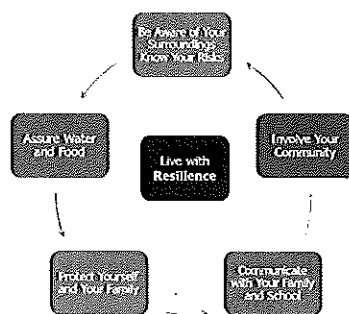 Be Aware of Your
Surroundings
Know Your Risks
Assure Water
and Food
Live with
Resilience
Involve Your
Community
Protect Yourself
and Your Family
Communicate
with Your Family
and School